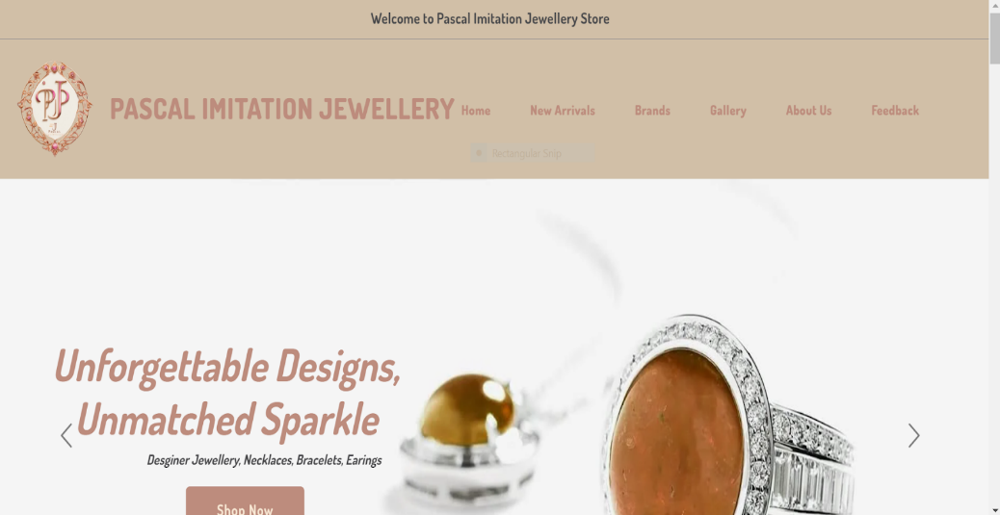 Welcome to Pascal Imitation Jewellery Store
PJP
PASCAL IMITATION JEWELLERY
Home New Arrivals Brands Gallery About Us Feedback
Rectangular Snip
Unforgettable Designs,
Unmatched Sparkle
Desginer Jewellery, Necklaces, Bracelets, Earings
Shop Now